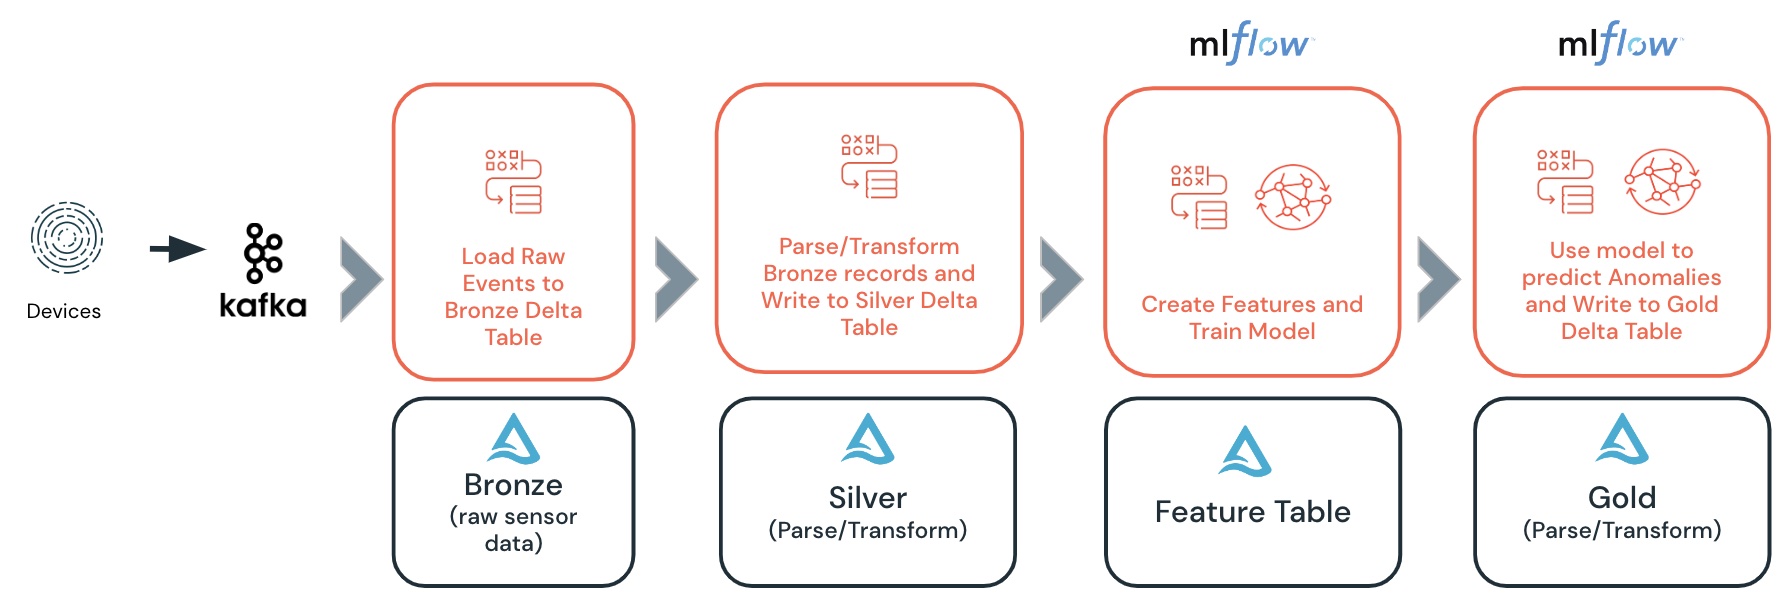 mlflow
mlflow
Devices
kafka
Load Raw
Events to
Bronze Delta
Table
Parse/Transform
Bronze records and
Write to Silver Delta
Table
Create Features and
Train Model
Use model to
predict Anomalies
and Write to Gold
Delta Table
Bronze
(raw sensor
data)
Silver
(Parse/Transform)
Feature Table
Gold
(Parse/Transform)